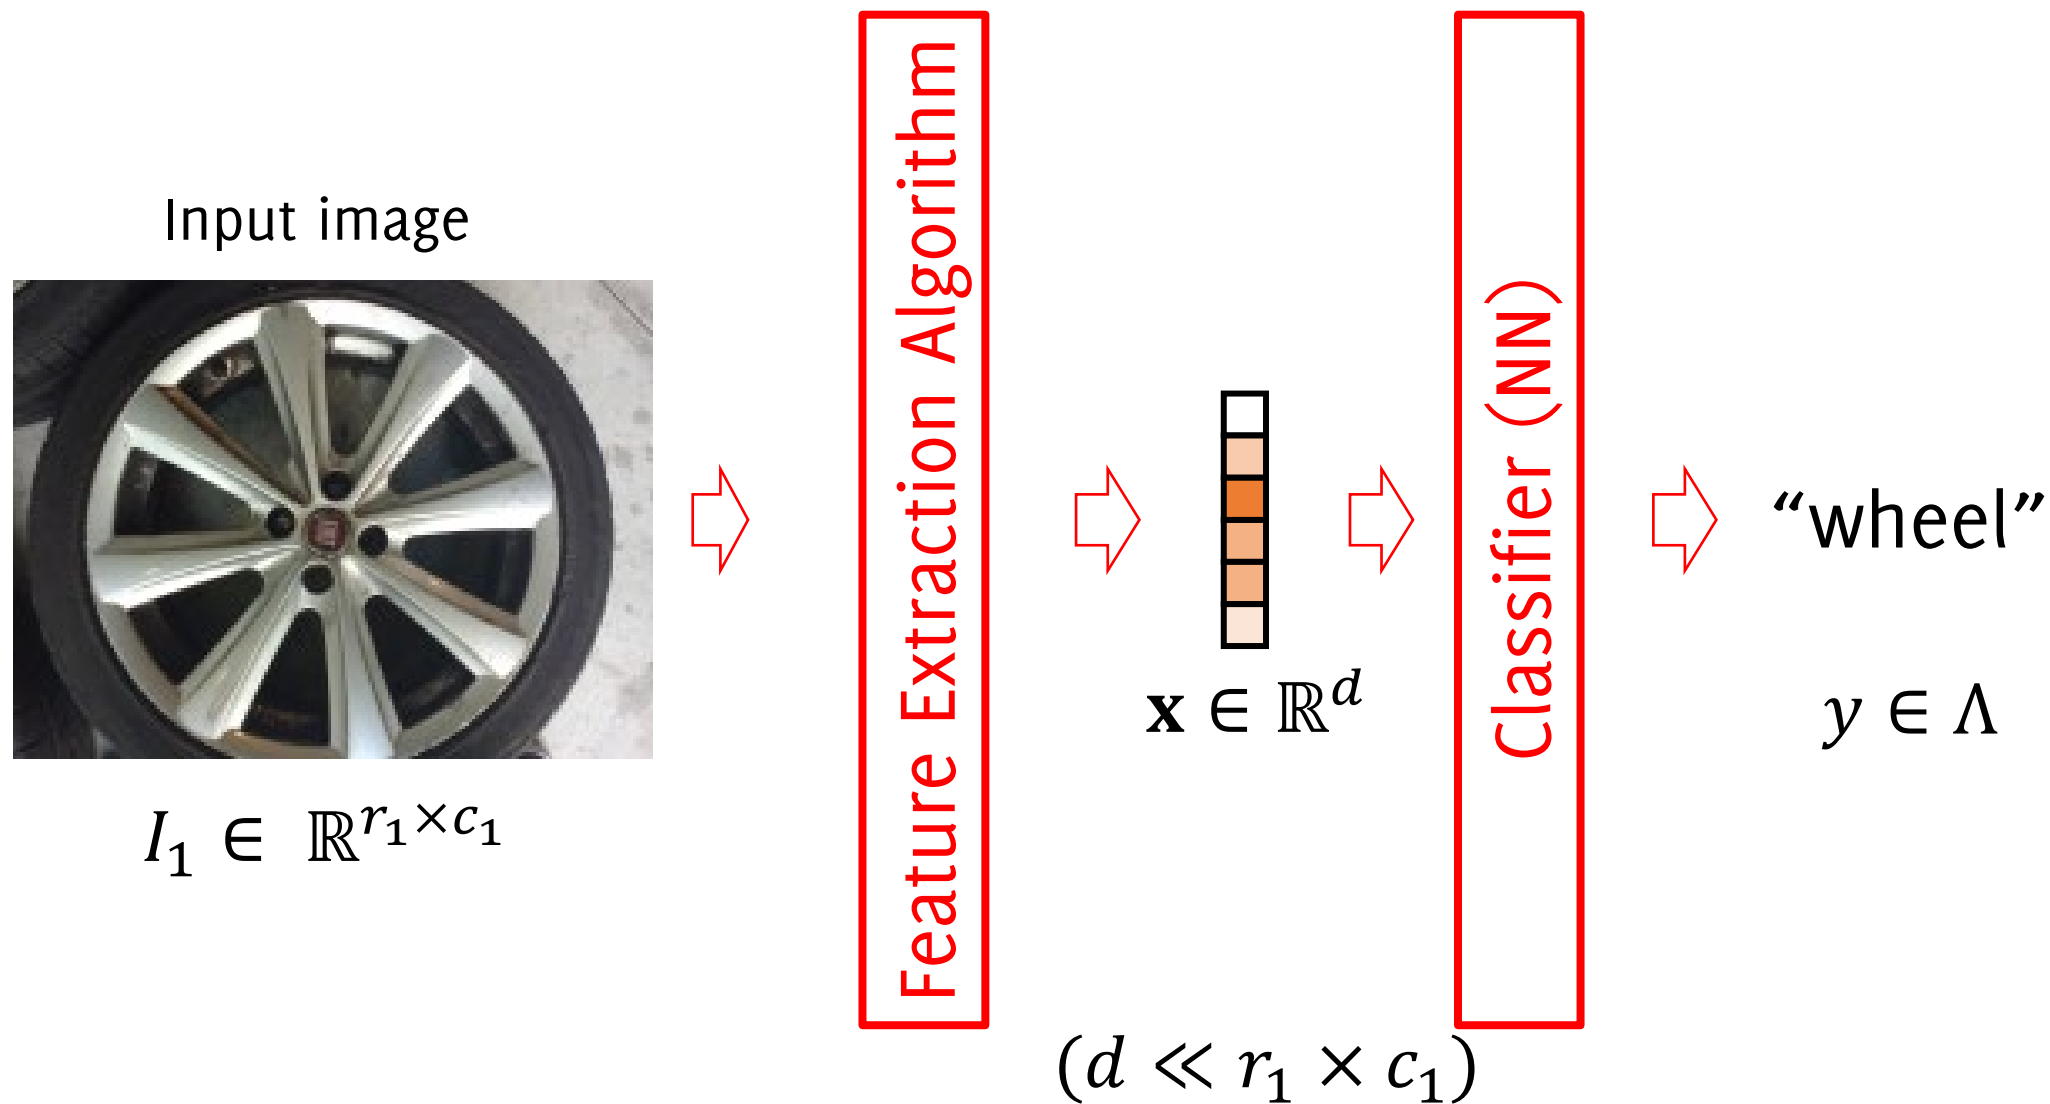 Input image
I₁ ∈ ℝ^{r₁×c₁}
Feature Extraction Algorithm
𝐱 ∈ ℝ^d
(d ≪ r₁ × c₁)
Classifier (NN)
“wheel”
y ∈ Λ